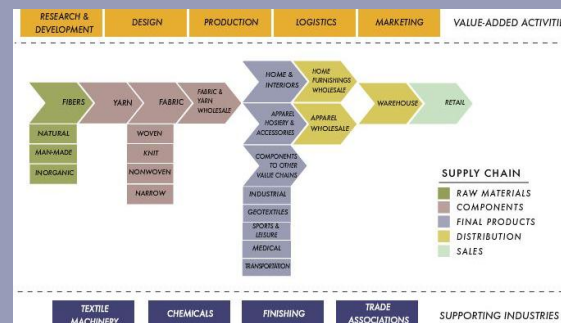 RESEARCH &
DEVELOPMENT
DESIGN
PRODUCTION
LOGISTICS
MARKETING
VALUE-ADDED ACTIVITIES
FIBERS
YARN
FABRIC
FABRIC &
YARN
WHOLESALE
HOME &
INTERIORS
HOME
FURNISHINGS
WHOLESALE
APPAREL
HOSIERY &
ACCESSORIES
APPAREL
WHOLESALE
WAREHOUSE
RETAIL
COMPONENTS
TO OTHER
VALUE CHAINS
NATURAL
MAN-MADE
INORGANIC
WOVEN
KNIT
NONWOVEN
NARROW
INDUSTRIAL
GEOTEXTILES
SPORTS &
LEISURE
MEDICAL
TRANSPORTATION
SUPPLY CHAIN
RAW MATERIALS
COMPONENTS
FINAL PRODUCTS
DISTRIBUTION
SALES
TEXTILE
MACHINERY
CHEMICALS
FINISHING
TRADE
ASSOCIATIONS
SUPPORTING INDUSTRIES